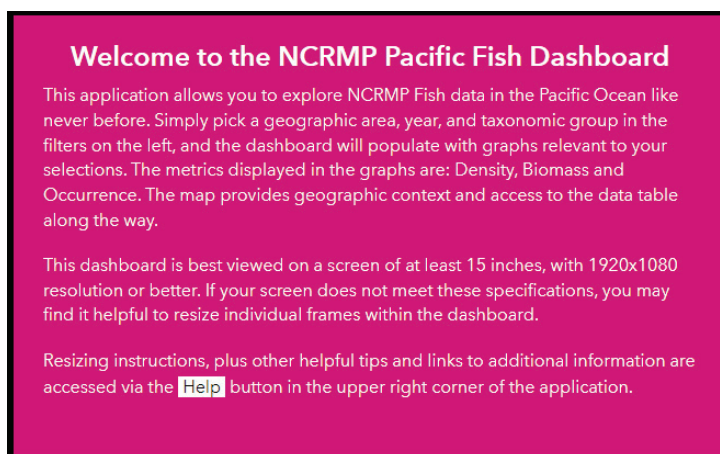 Welcome to the NCRMP Pacific Fish Dashboard
This application allows you to explore NCRMP Fish data in the Pacific Ocean like
never before. Simply pick a geographic area, year, and taxonomic group in the
filters on the left, and the dashboard will populate with graphs relevant to your
selections. The metrics displayed in the graphs are: Density, Biomass and
Occurrence. The map provides geographic context and access to the data table
along the way.
This dashboard is best viewed on a screen of at least 15 inches, with 1920x1080
resolution or better. If your screen does not meet these specifications, you may
find it helpful to resize individual frames within the dashboard.
Resizing instructions, plus other helpful tips and links to additional information are
accessed via the Help button in the upper right corner of the application.